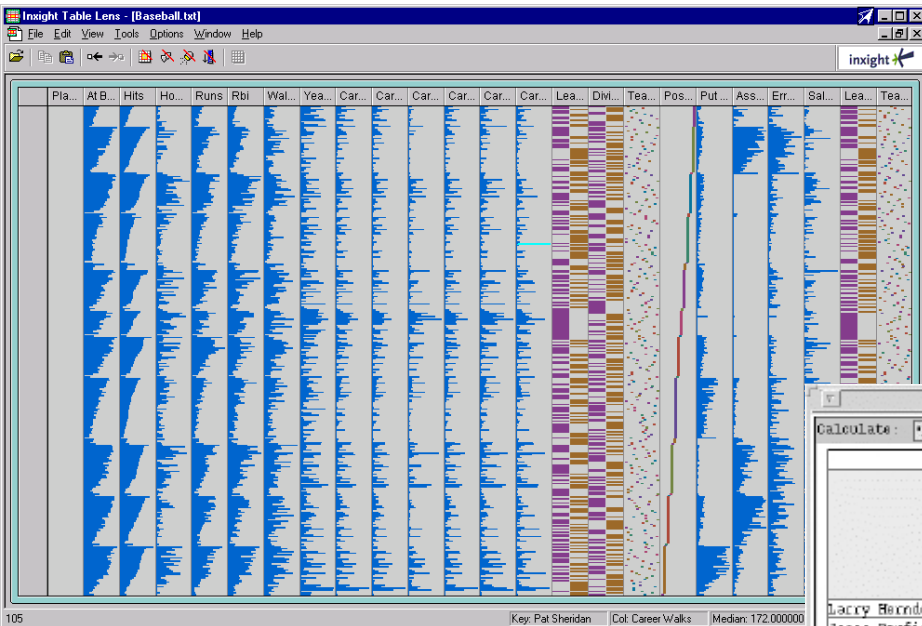 Inxight Table Lens - [Baseball.txt]
File Edit View Tools Options Window Help
inxight
Pla... At B... Hits Ho... Runs Rbi Wal... Yea... Car... Car... Car... Car... Car... Car... Lea... Divi... Tea... Pos... Put ... Ass... Err... Sal... Lea... Tea...
Calculate:
Larry Herndo
105 Key: Pat Sheridan Col: Career Walks Median: 172.000000